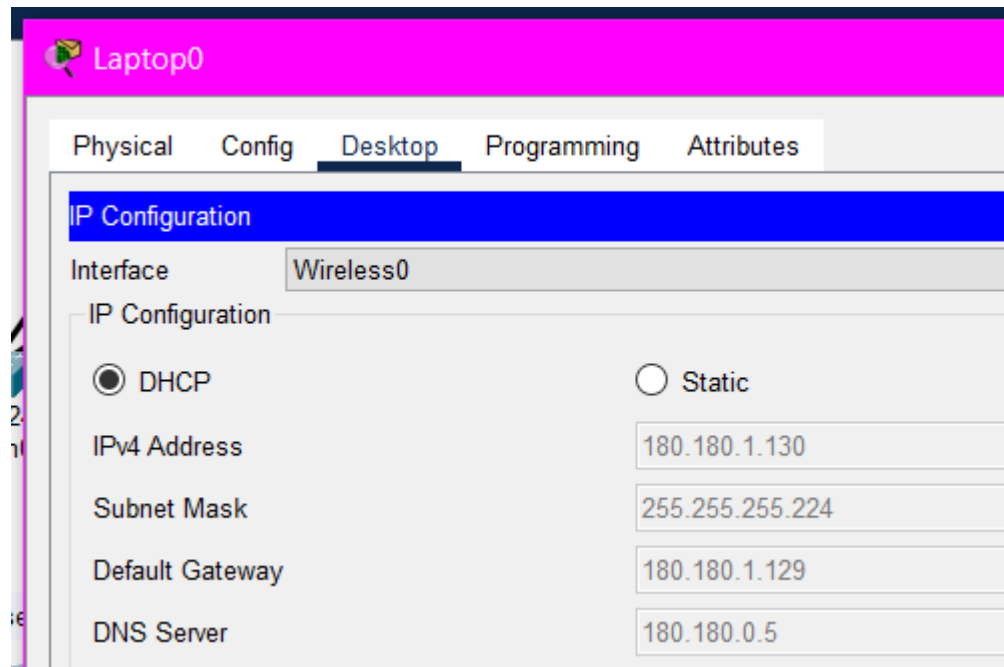 Laptop0
Physical Config Desktop Programming Attributes
IP Configuration
Interface Wireless0
IP Configuration
DHCP Static
IPv4 Address 180.180.1.130
Subnet Mask 255.255.255.224
Default Gateway 180.180.1.129
DNS Server 180.180.0.5